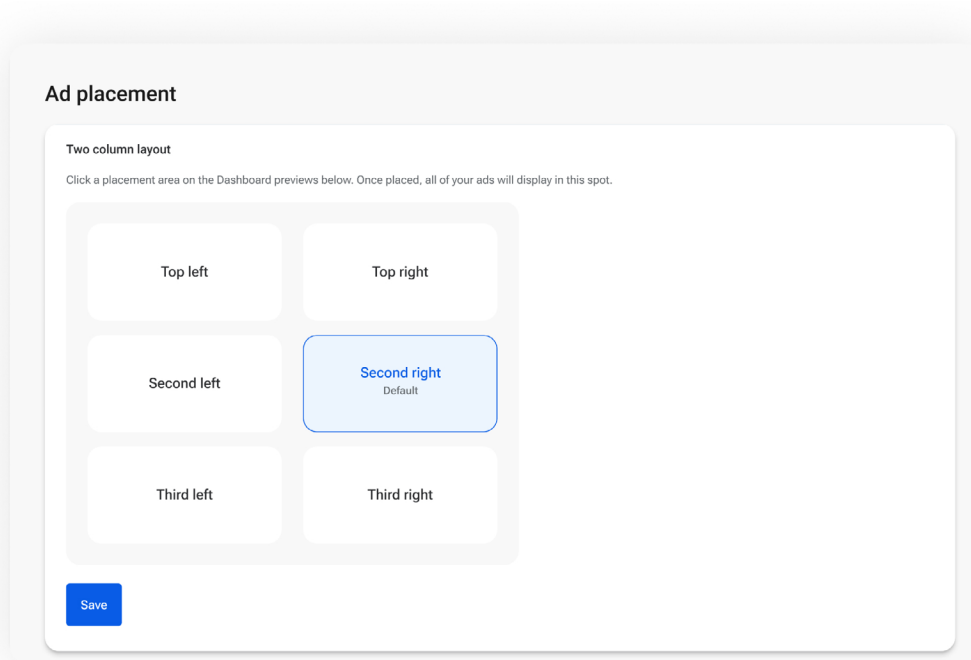 Ad placement
Two column layout
Click a placement area on the Dashboard previews below. Once placed, all of your ads will display in this spot.
Top left
Top right
Second left
Second right
Default
Third left
Third right
Save